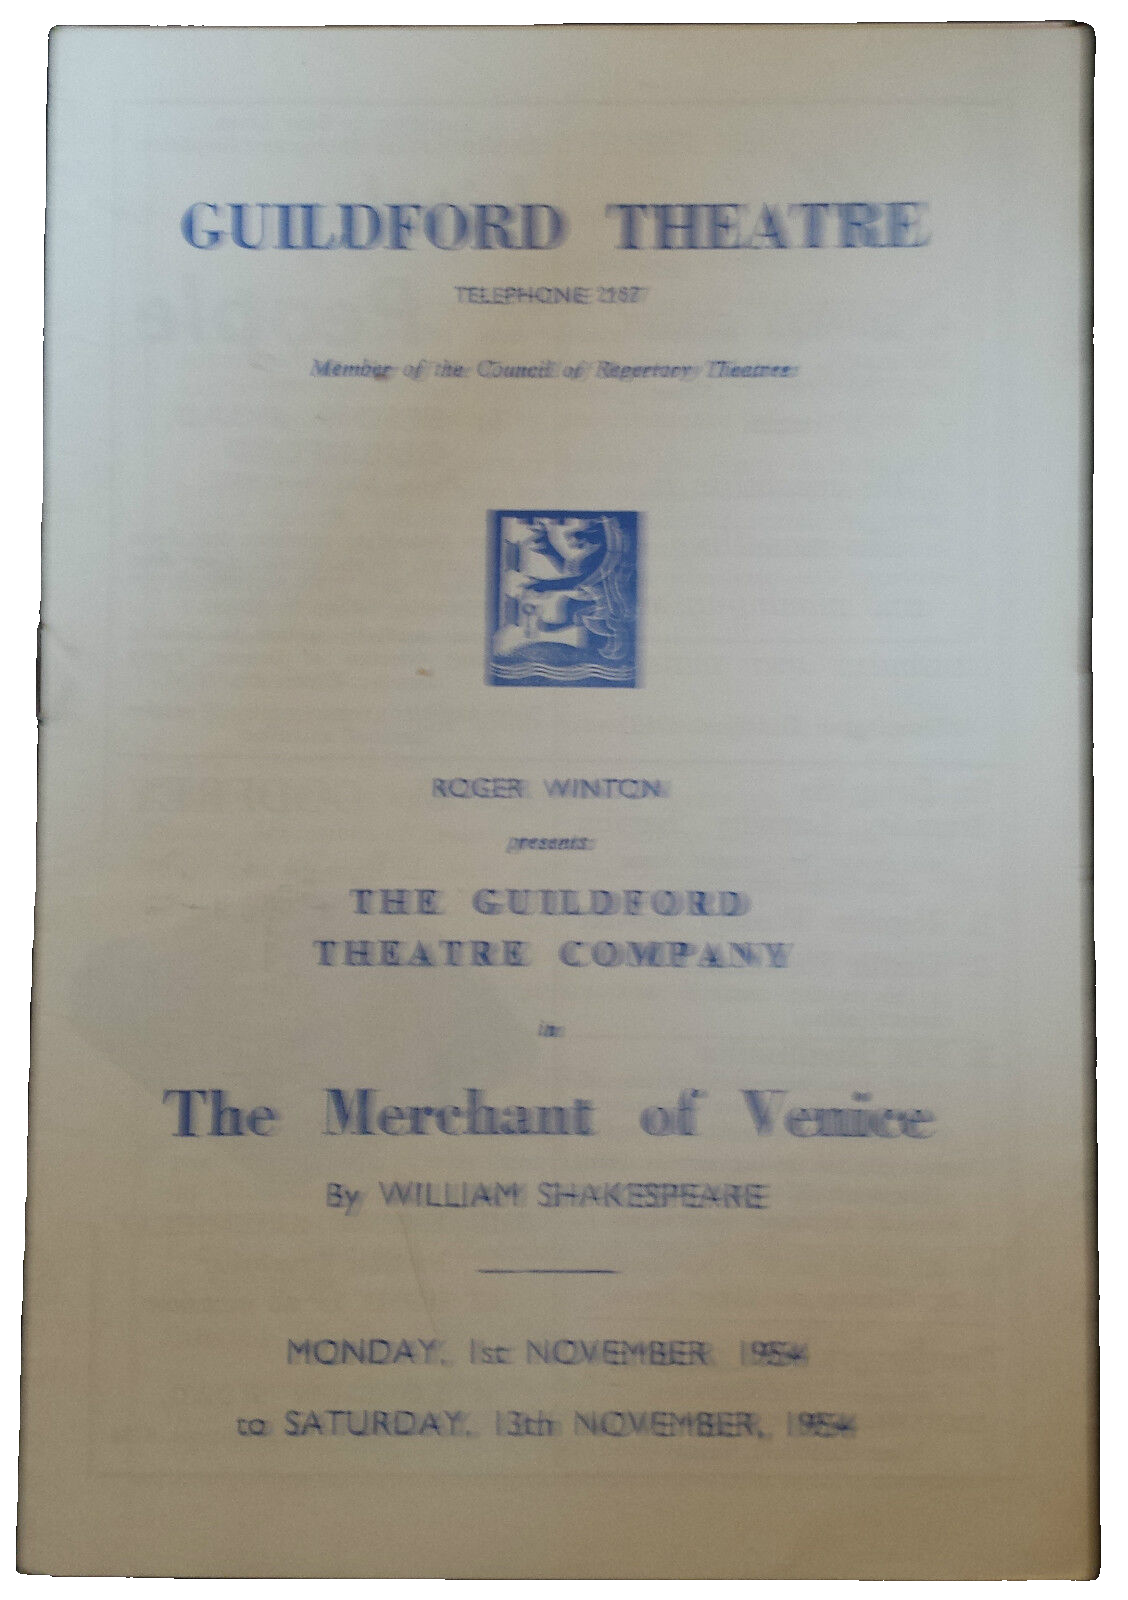 GUILDFORD THEATRE
TELEPHONE
Member of the Council of Repertory Theatres
ROGER WINTON
presents
THE GUILDFORD
THEATRE COMPANY
in
The Merchant of Venice
By WILLIAM SHAKESPEARE
MONDAY, 1st NOVEMBER 1954
to SATURDAY, 13th NOVEMBER, 1954